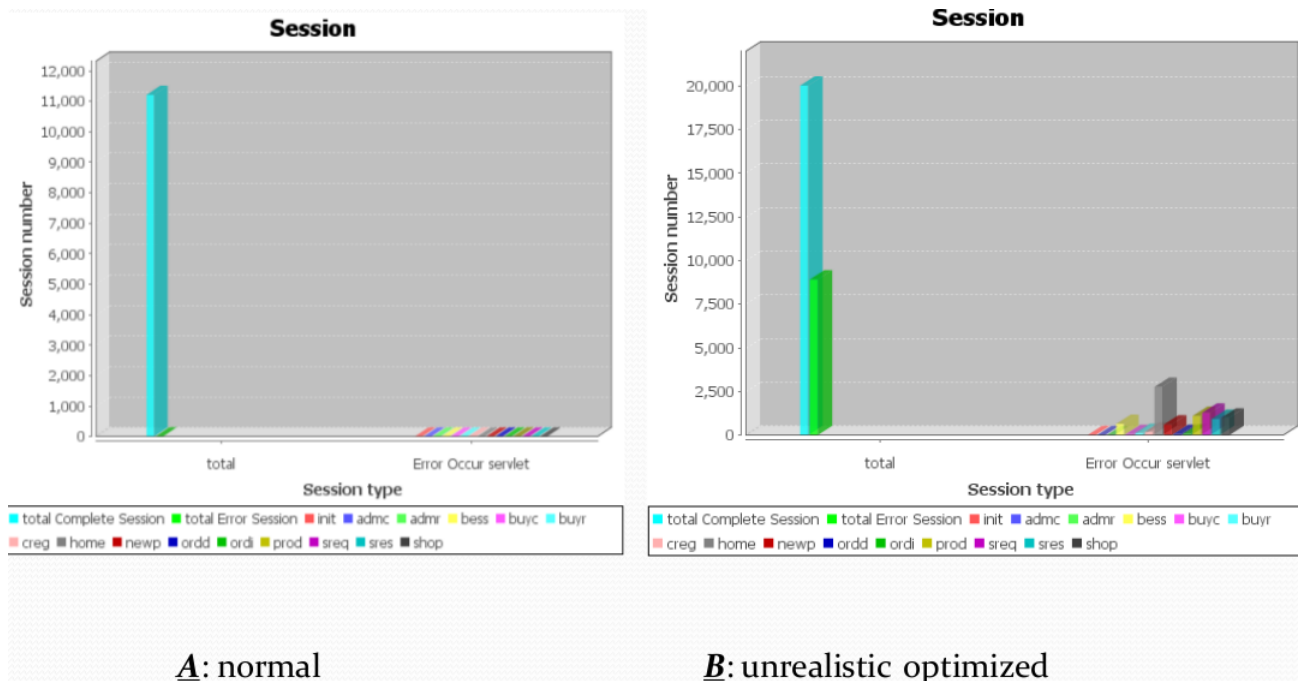 Session
12,000
11,000
10,000
9,000
8,000
7,000
6,000
5,000
4,000
3,000
2,000
1,000
0
Session number
total
Error Occur servlet
Session type
total Complete Session total Error Session init admc admr bess buyc buyr
creg home newp ordd ordi prod sreq sres shop
A: normal
Session
20,000
17,500
15,000
12,500
10,000
7,500
5,000
2,500
0
Session number
total
Error Occur servlet
Session type
total Complete Session total Error Session init admc admr bess buyc buyr
creg home newp ordd ordi prod sreq sres shop
B: unrealistic optimized